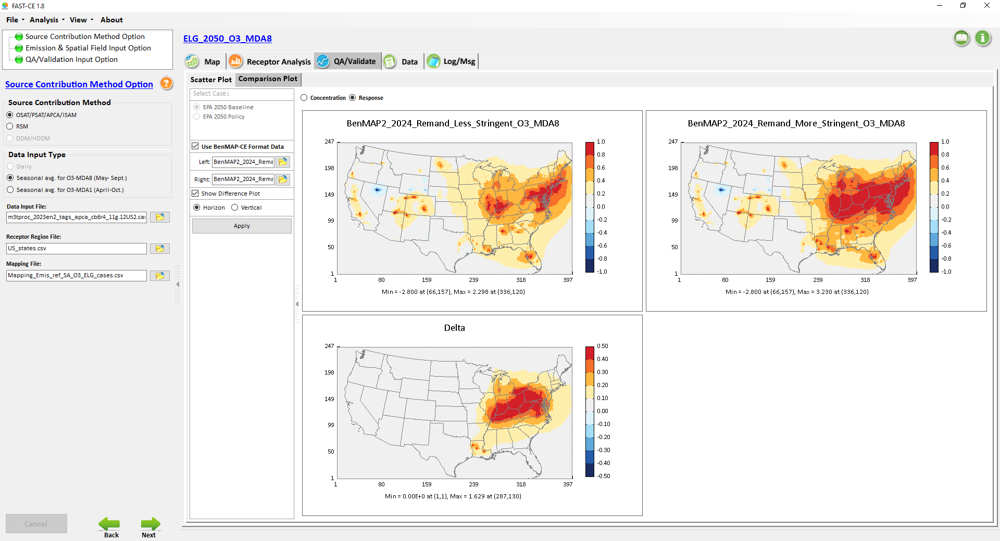 FAST-CE 1.8
File Analysis View About
Source Contribution Method Option
Emission & Spatial Field Input Option
QA/Validation Input Option
Source Contribution Method Option
?
Source Contribution Method
OSAT/PSAT/APCA/ISAM
RSM
DDM/HDDM
Data Input Type
Daily
Seasonal avg. for O3-MDA8 (May- Sept.)
Seasonal avg. for O3-MDA1 (April-Oct.)
Data Input File:
m3tproc_2023en2_tags_apca_cb6r4_11g.12US2.cai
Receptor Region File:
US_states.csv
Mapping File:
Mapping_Emis_ref_SA_O3_ELG_cases.csv
Cancel
Back
Next
ELG_2050_O3_MDA8
i
Map
Receptor Analysis
QA/Validate
Data
Log/Msg
Scatter Plot
Comparison Plot
Select Case:
EPA 2050 Baseline
EPA 2050 Policy
Use BenMAP-CE Format Data
Left: BenMAP2_2024_Rema
Right: BenMAP2_2024_Rema
Show Difference Plot
Horizon Vertical
Apply
Concentration Response
BenMAP2_2024_Remand_Less_Stringent_O3_MDA8
247
198
149
99
50
1
1 80 159 239 318 397
1.0
0.8
0.6
0.4
0.2
0.0
-0.2
-0.4
-0.6
-0.8
-1.0
Min = -2.800 at (66,157), Max = 2.298 at (336,120)
BenMAP2_2024_Remand_More_Stringent_O3_MDA8
247
198
149
99
50
1
1 80 159 239 318 397
1.0
0.8
0.6
0.4
0.2
0.0
-0.2
-0.4
-0.6
-0.8
-1.0
Min = -2.800 at (66,157), Max = 3.230 at (336,120)
Delta
247
198
149
99
50
1
1 80 159 239 318 397
0.50
0.40
0.30
0.20
0.10
0.00
-0.10
-0.20
-0.30
-0.40
-0.50
Min = 0.00E+0 at (1,1), Max = 1.629 at (287,130)